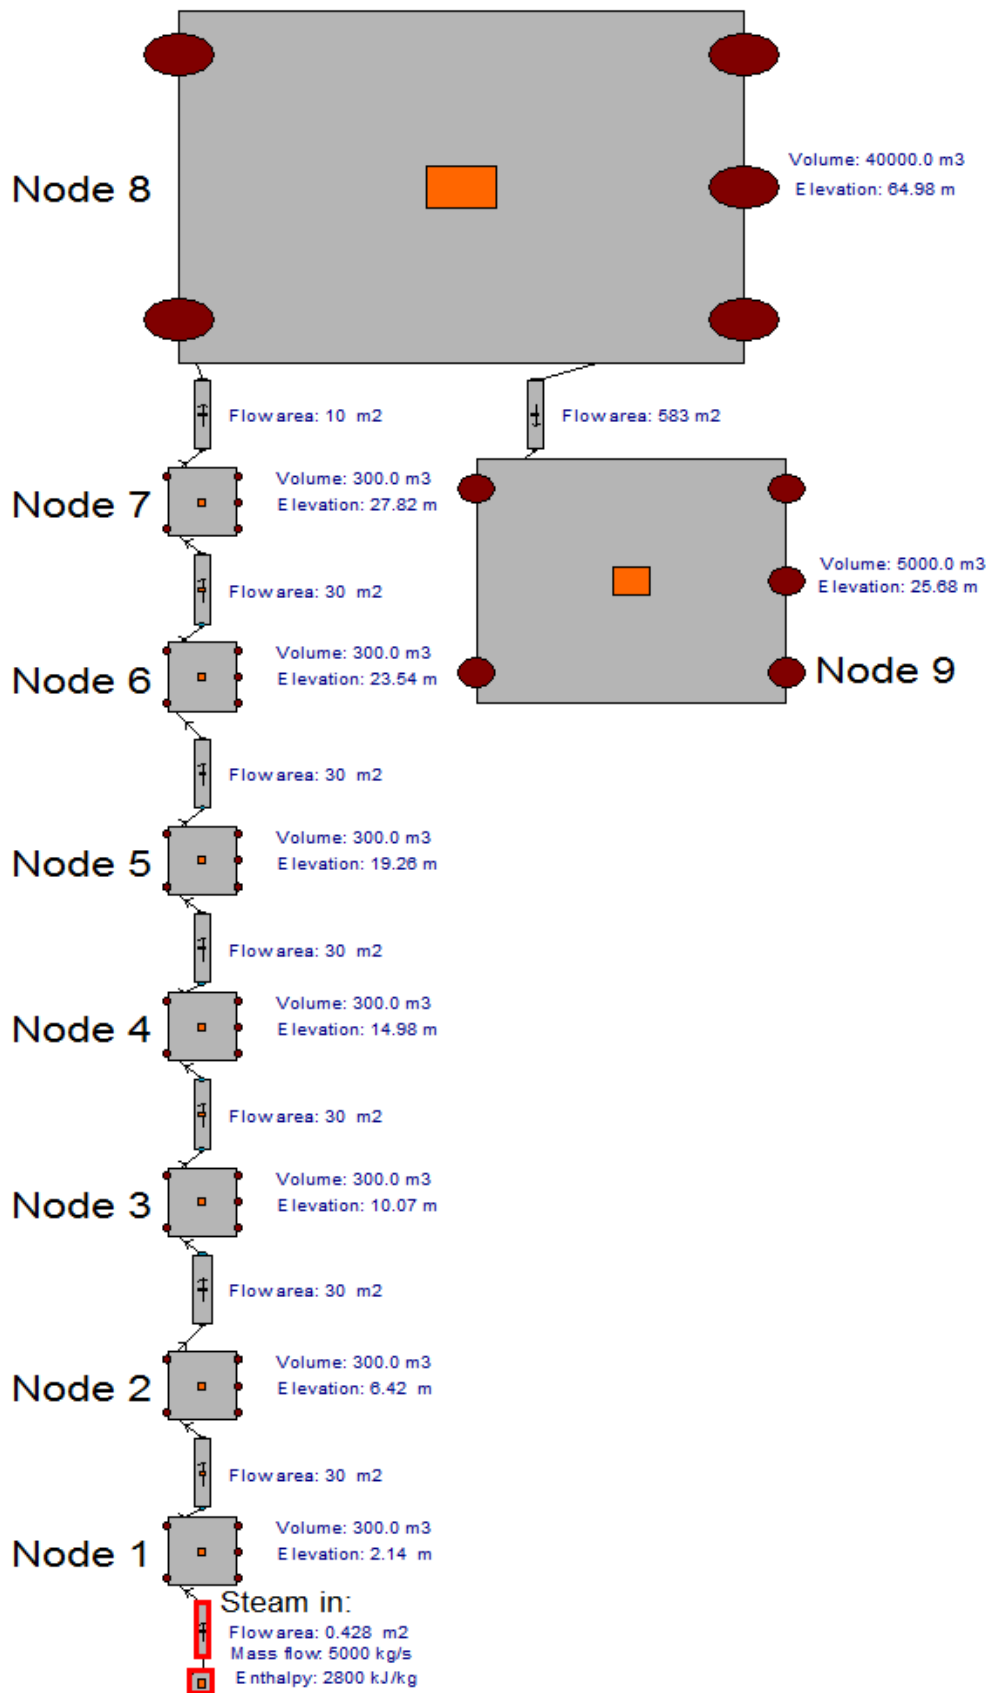 Node 8
Volume: 40000.0 m3
Elevation: 64.98 m
Flow area: 10 m2
Flow area: 583 m2
Node 7
Volume: 300.0 m3
Elevation: 27.82 m
Flow area: 30 m2
Volume: 5000.0 m3
Elevation: 25.68 m
Node 9
Node 6
Volume: 300.0 m3
Elevation: 23.54 m
Flow area: 30 m2
Node 5
Volume: 300.0 m3
Elevation: 19.26 m
Flow area: 30 m2
Node 4
Volume: 300.0 m3
Elevation: 14.98 m
Flow area: 30 m2
Node 3
Volume: 300.0 m3
Elevation: 10.07 m
Flow area: 30 m2
Node 2
Volume: 300.0 m3
Elevation: 6.42 m
Flow area: 30 m2
Node 1
Volume: 300.0 m3
Elevation: 2.14 m
Steam in:
Flow area: 0.428 m2
Mass flow: 5000 kg/s
Enthalpy: 2800 kJ/kg